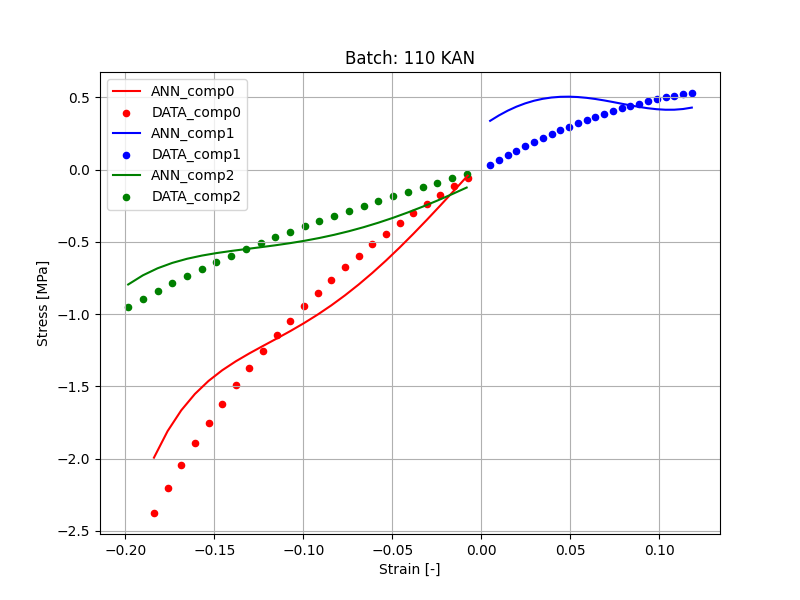 Batch: 110 KAN
ANN_comp0
DATA_comp0
ANN_comp1
DATA_comp1
ANN_comp2
DATA_comp2
0.5
0.0
−0.5
−1.0
−1.5
−2.0
−2.5
Stress [MPa]
−0.20 −0.15 −0.10 −0.05 0.00 0.05 0.10
Strain [-]